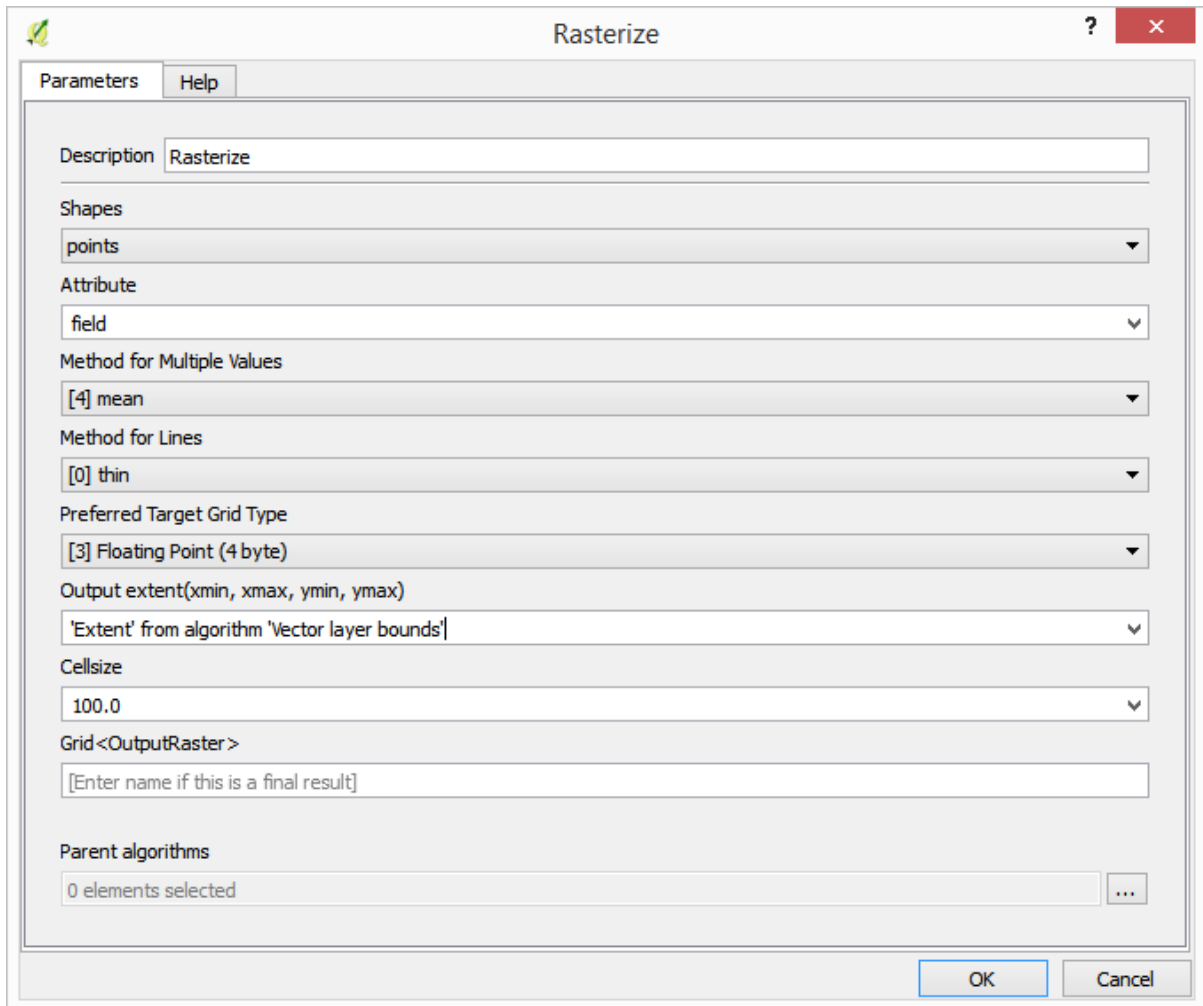 Rasterize
?
Parameters Help
Description Rasterize
Shapes
points
Attribute
field
Method for Multiple Values
[4] mean
Method for Lines
[0] thin
Preferred Target Grid Type
[3] Floating Point (4 byte)
Output extent(xmin, xmax, ymin, ymax)
'Extent' from algorithm 'Vector layer bounds'
Cellsize
100.0
Grid<OutputRaster>
[Enter name if this is a final result]
Parent algorithms
0 elements selected
...
OK Cancel